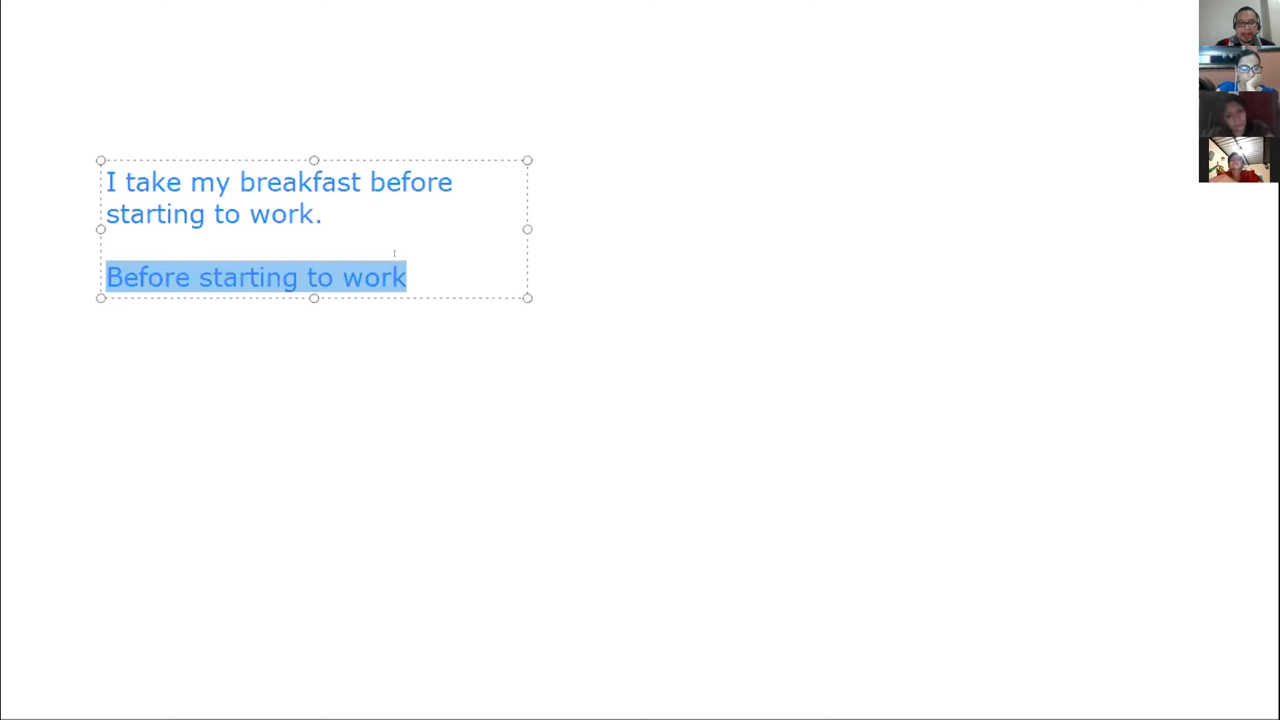 I take my breakfast before
starting to work.
Before starting to work